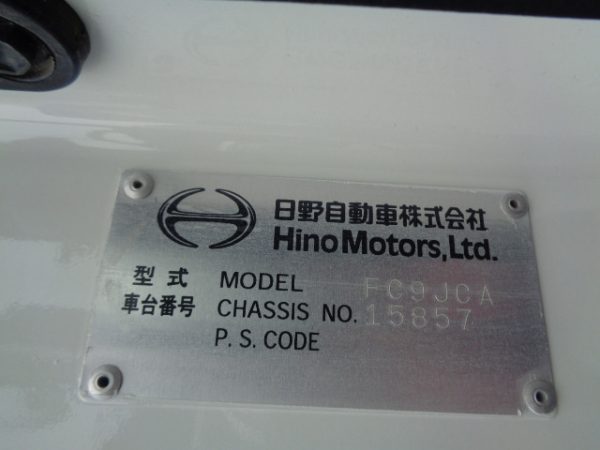 日野自動車株式会社
Hino Motors, Ltd.
型式 MODEL FC9JCA
車台番号 CHASSIS NO. 15857
P. S. CODE